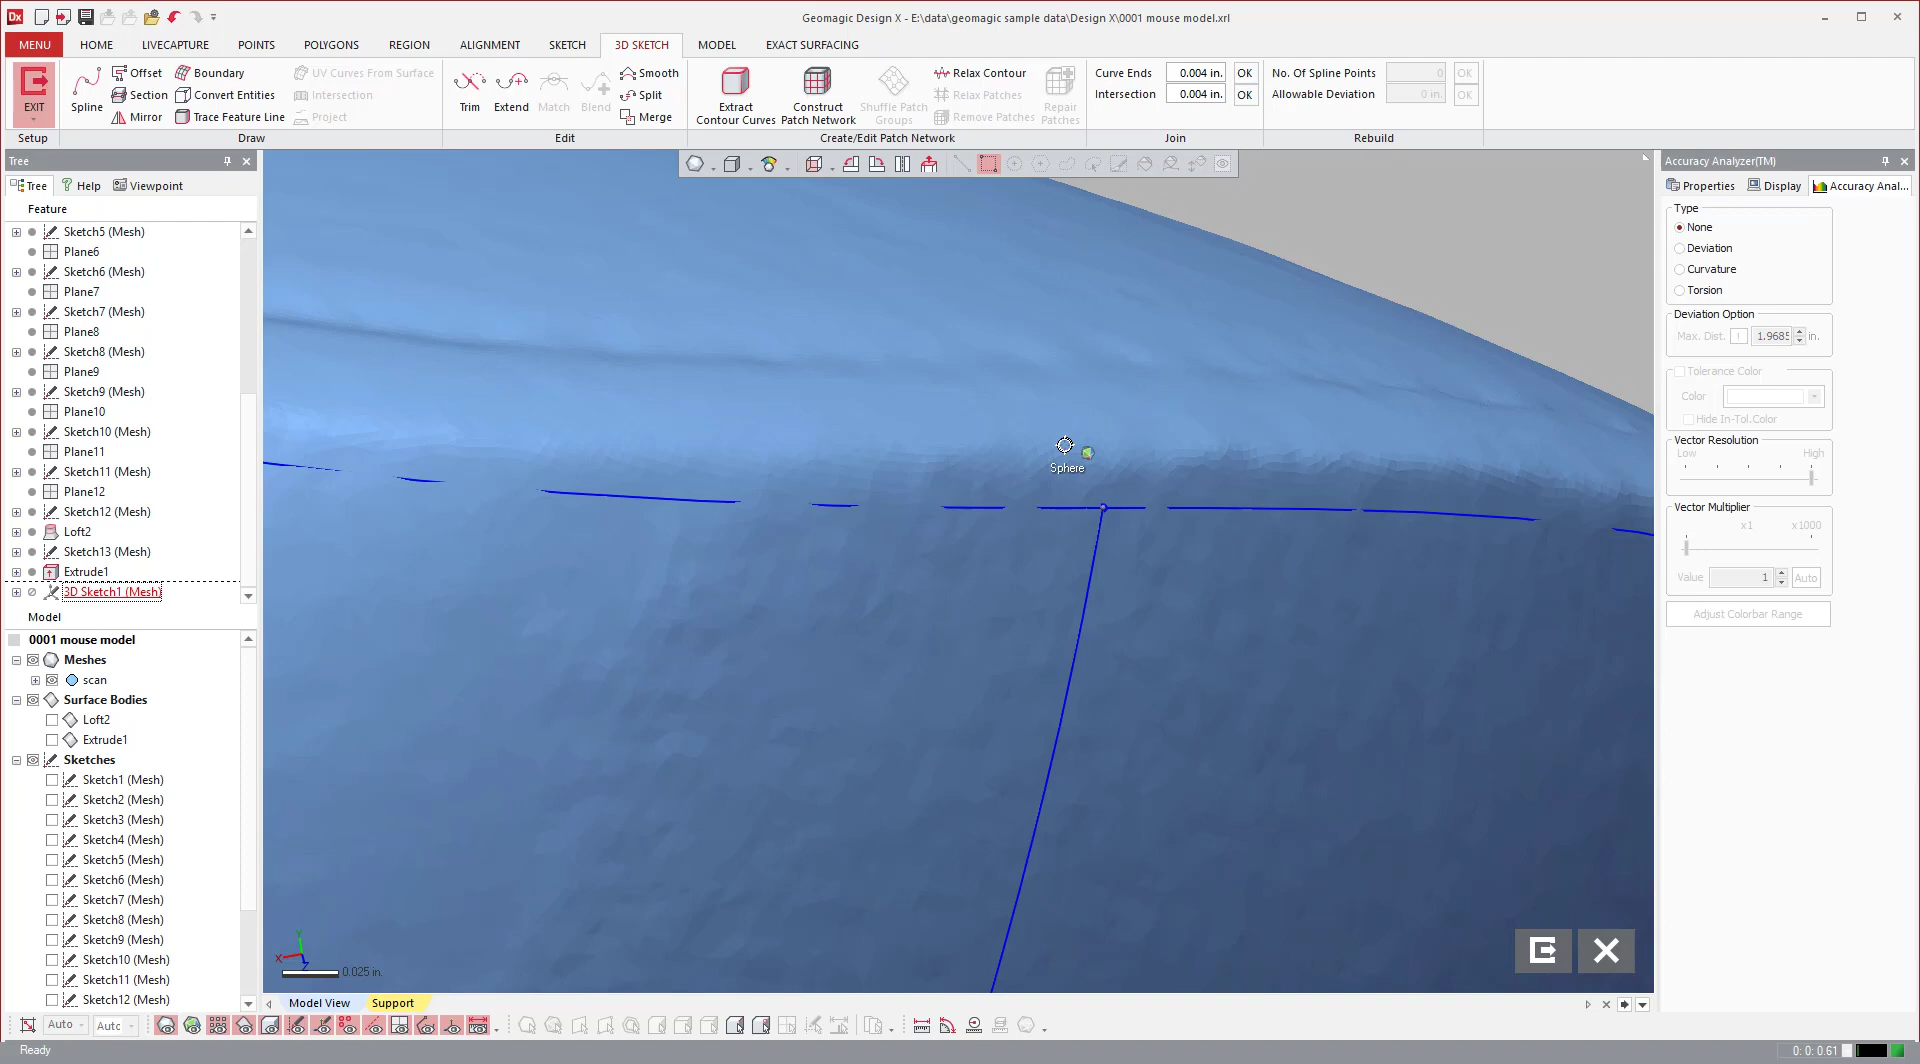 Dx
Geomagic Design X - E:\data\geomagic sample data\Design X\0001 mouse model.xrl
MENU HOME LIVECAPTURE POINTS POLYGONS REGION ALIGNMENT SKETCH 3D SKETCH MODEL EXACT SURFACING
EXIT
Setup
Spline
Offset
Section
Mirror
Boundary
Convert Entities
Trace Feature Line
UV Curves From Surface
Intersection
Project
Draw
Trim
Extend
Match
Blend
Smooth
Split
Merge
Edit
Extract
Contour Curves
Construct
Patch Network
Shuffle Patch
Groups
Relax Contour
Relax Patches
Remove Patches
Repair
Patches
Create/Edit Patch Network
Curve Ends 0.004 in. OK
Intersection 0.004 in. OK
Join
No. Of Spline Points 0 OK
Allowable Deviation 0 in. OK
Rebuild
Tree
Tree Help Viewpoint
Feature
Sketch5 (Mesh)
Plane6
Sketch6 (Mesh)
Plane7
Sketch7 (Mesh)
Plane8
Sketch8 (Mesh)
Plane9
Sketch9 (Mesh)
Plane10
Sketch10 (Mesh)
Plane11
Sketch11 (Mesh)
Plane12
Sketch12 (Mesh)
Loft2
Sketch13 (Mesh)
Extrude1
3D Sketch1 (Mesh)
Model
0001 mouse model
Meshes
scan
Surface Bodies
Loft2
Extrude1
Sketches
Sketch1 (Mesh)
Sketch2 (Mesh)
Sketch3 (Mesh)
Sketch4 (Mesh)
Sketch5 (Mesh)
Sketch6 (Mesh)
Sketch7 (Mesh)
Sketch8 (Mesh)
Sketch9 (Mesh)
Sketch10 (Mesh)
Sketch11 (Mesh)
Sketch12 (Mesh)
Sphere
Y
X
Z
0.025 in.
Model View Support
Accuracy Analyzer(TM)
Properties Display Accuracy Anal...
Type
None
Deviation
Curvature
Torsion
Deviation Option
Max. Dist. 1.9685 in.
Tolerance Color
Color
Hide In-Tol.Color
Vector Resolution
Low High
Vector Multiplier
x1 x1000
Value 1 Auto
Adjust Colorbar Range
Auto Auto
Ready
0: 0: 0.61